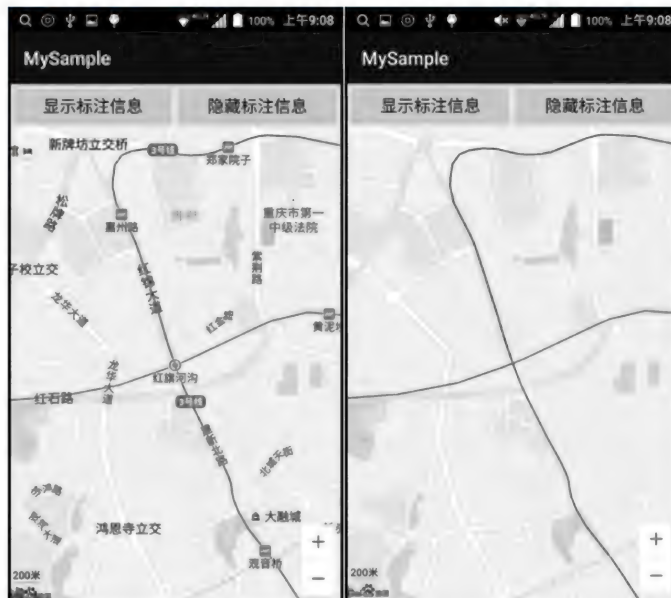 100% 上午9:08
MySample
显示标注信息
隐藏标注信息
新牌坊立交桥
3号线
郑家院子
松牌路
嘉州路
重庆市第一
中级法院
红锦大道
紫荆路
子校立交
龙华大道
红金路
黄泥
龙华大道
红旗河沟
红石路
3号线
北城天街
大融城
鸿恩寺立交
观音桥
+
200米
−
100% 上午9:08
MySample
显示标注信息
隐藏标注信息
+
200米
−